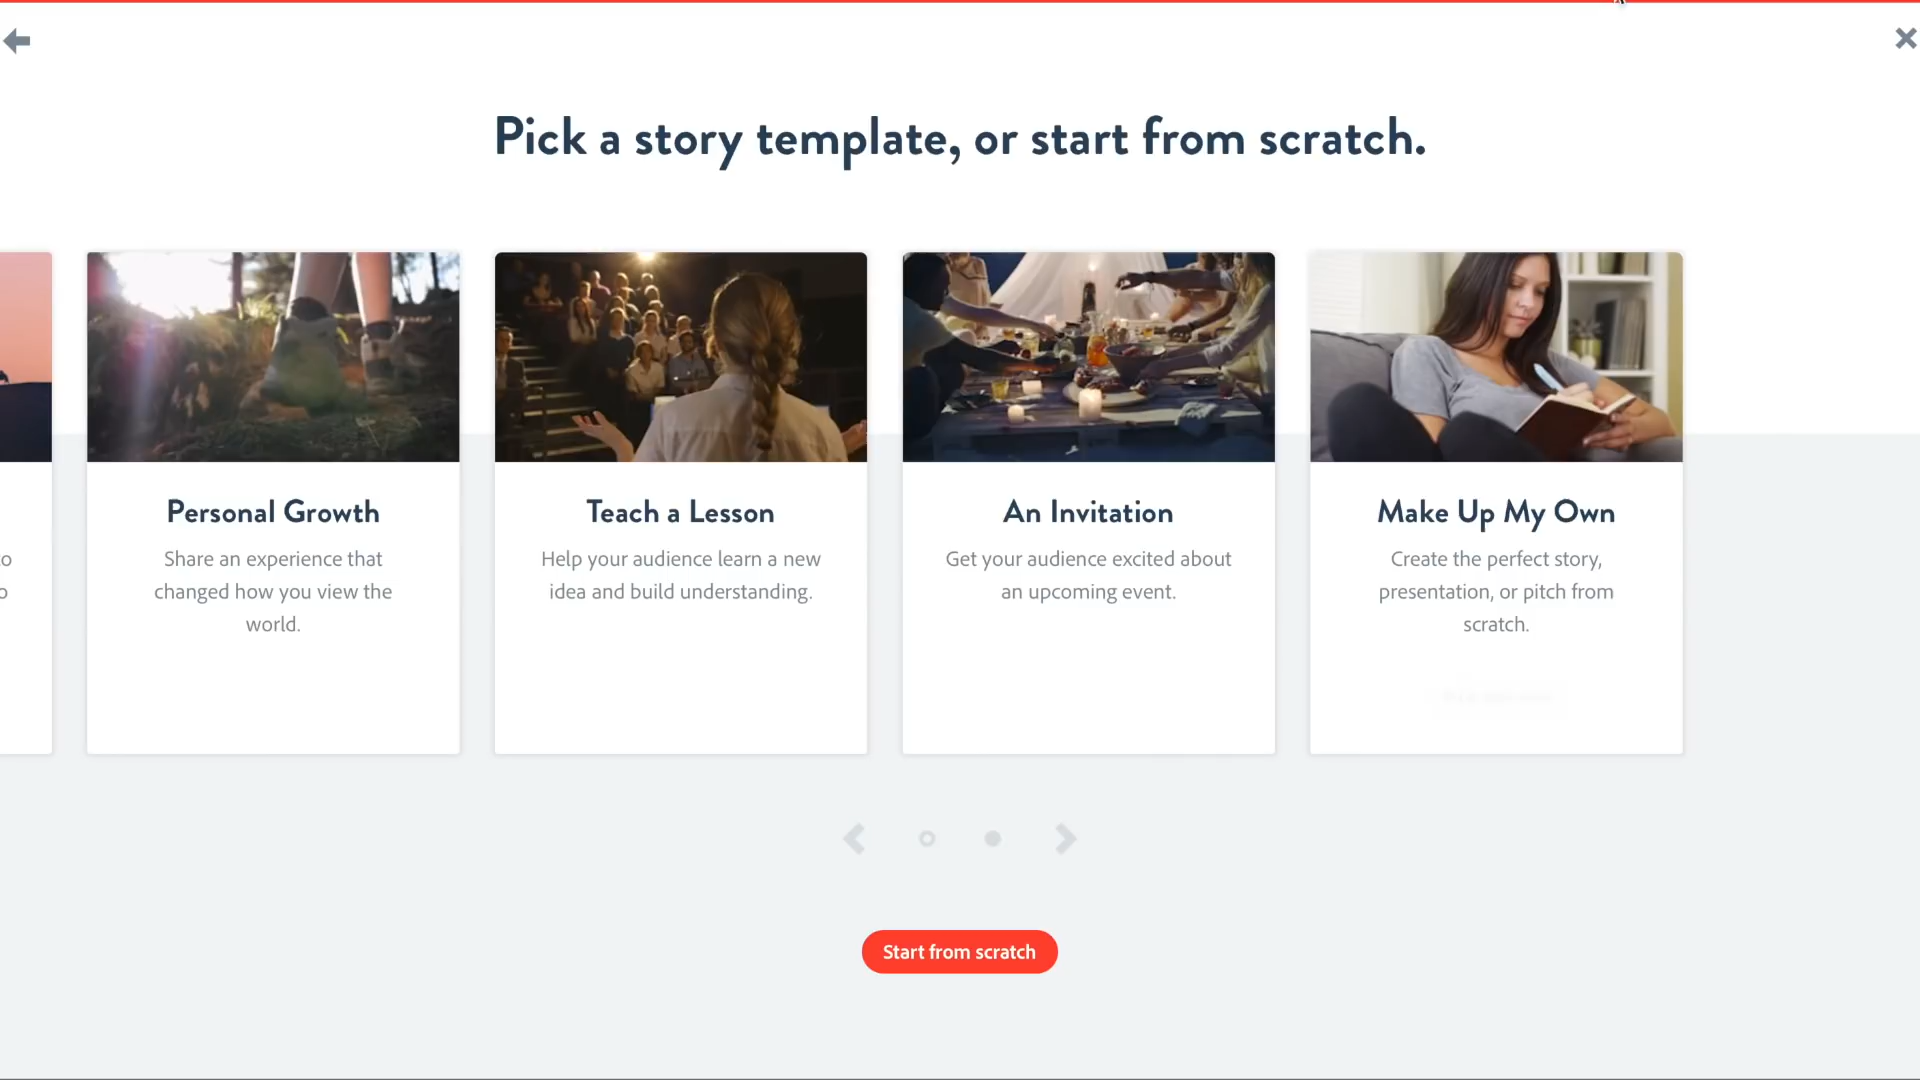 Pick a story template, or start from scratch.
Personal Growth
Share an experience that
changed how you view the
world.
Teach a Lesson
Help your audience learn a new
idea and build understanding.
An Invitation
Get your audience excited about
an upcoming event.
Make Up My Own
Create the perfect story,
presentation, or pitch from
scratch.
Start from scratch